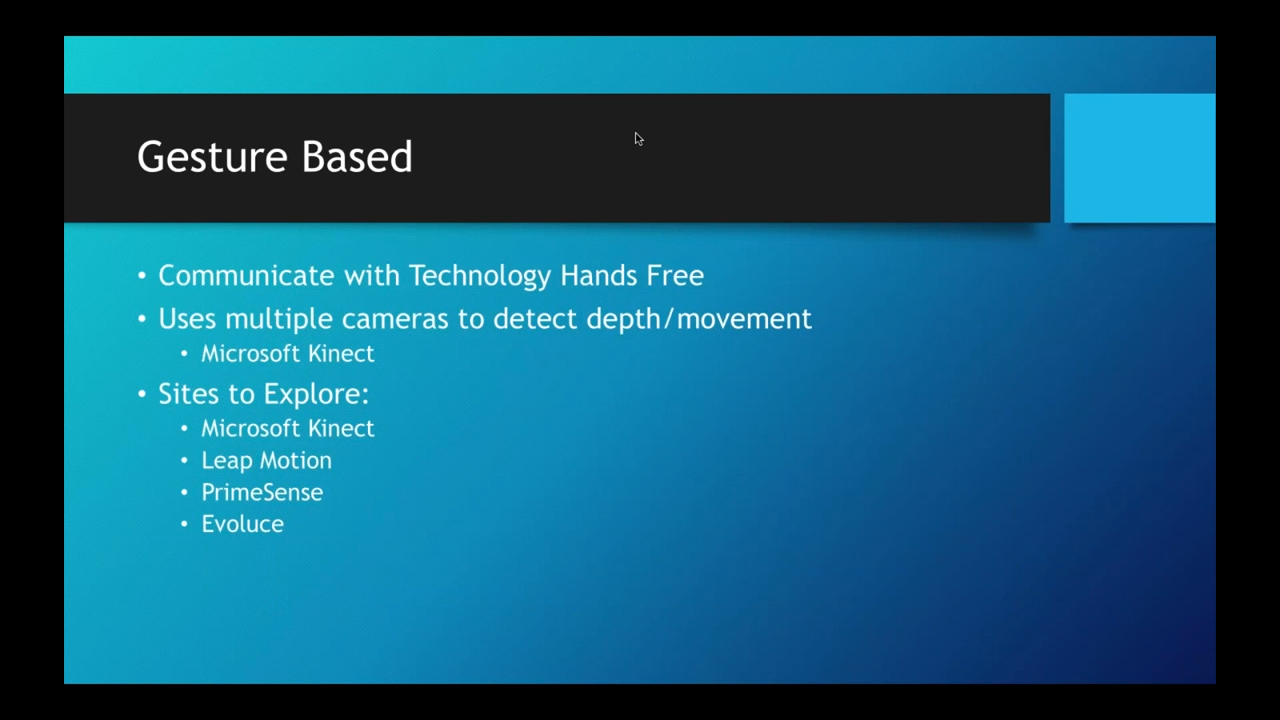 Gesture Based
• Communicate with Technology Hands Free
• Uses multiple cameras to detect depth/movement
• Microsoft Kinect
• Sites to Explore:
• Microsoft Kinect
• Leap Motion
• PrimeSense
• Evoluce